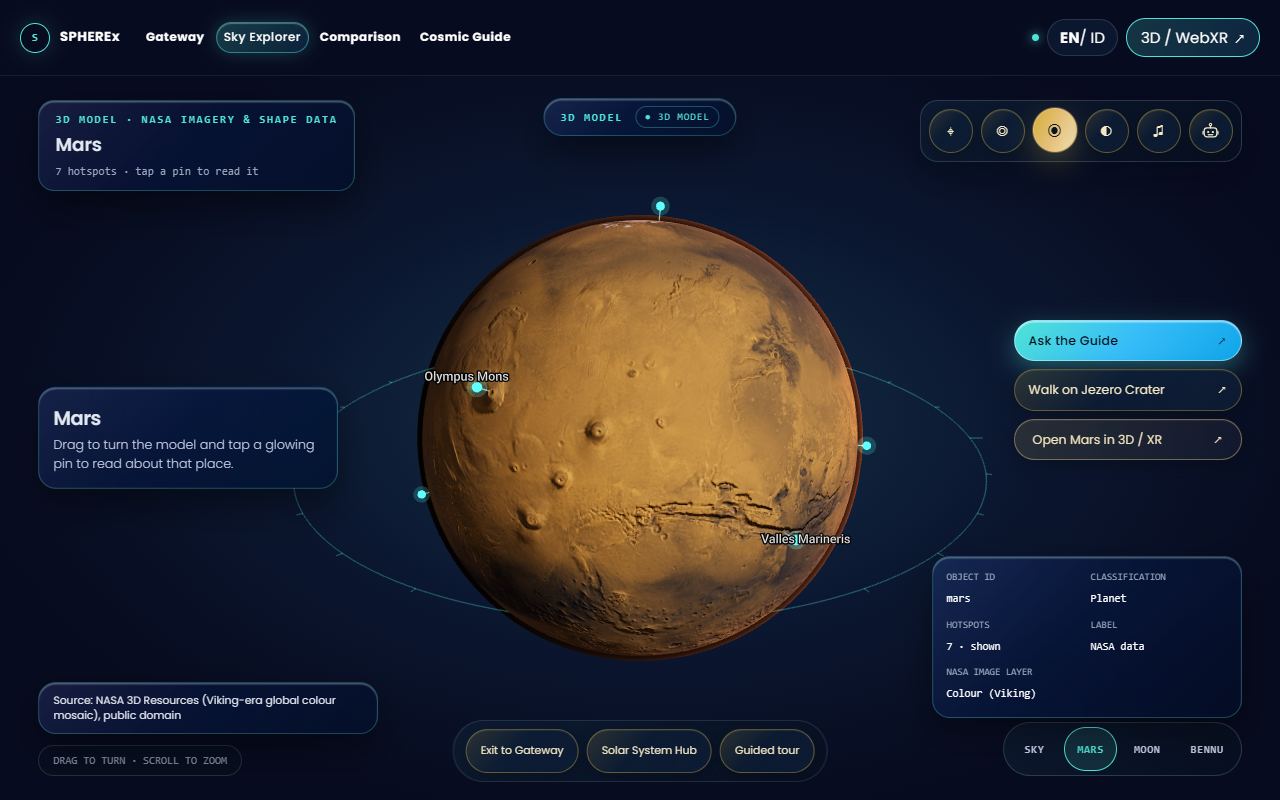 S SPHEREx Gateway Sky Explorer Comparison Cosmic Guide EN/ ID 3D / WebXR ↗
3D MODEL · NASA IMAGERY & SHAPE DATA
Mars
7 hotspots · tap a pin to read it
3D MODEL • 3D MODEL
Olympus Mons
Valles Marineris
Mars
Drag to turn the model and tap a glowing
pin to read about that place.
Ask the Guide ↗
Walk on Jezero Crater ↗
Open Mars in 3D / XR ↗
OBJECT ID CLASSIFICATION
mars Planet
HOTSPOTS LABEL
7 · shown NASA data
NASA IMAGE LAYER
Colour (Viking)
Source: NASA 3D Resources (Viking-era global colour
mosaic), public domain
DRAG TO TURN · SCROLL TO ZOOM
Exit to Gateway Solar System Hub Guided tour
SKY MARS MOON BENNU